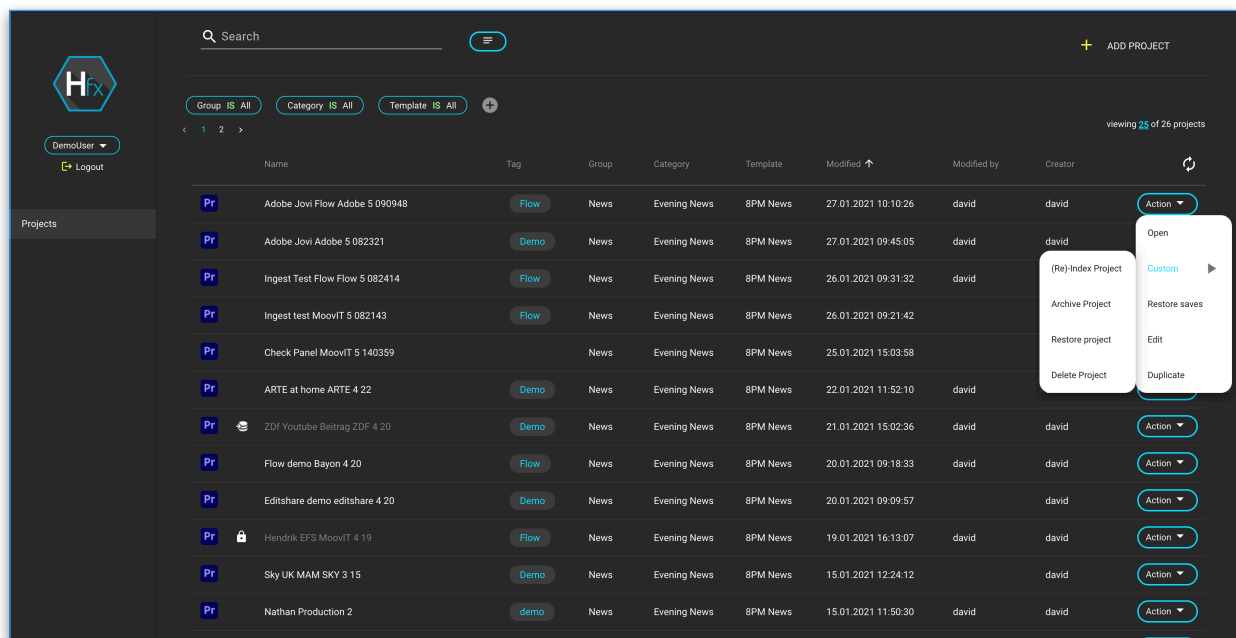 Search
ADD PROJECT
Hfx
Group IS All Category IS All Template IS All
1 2
viewing 25 of 26 projects
DemoUser
Logout
Projects
Name Tag Group Category Template Modified Modified by Creator
Pr Adobe Jovi Flow Adobe 5 090948 Flow News Evening News 8PM News 27.01.2021 10:10:26 david david Action
Pr Adobe Jovi Adobe 5 082321 Demo News Evening News 8PM News 27.01.2021 09:45:05 david david
Pr Ingest Test Flow Flow 5 082414 Flow News Evening News 8PM News 26.01.2021 09:31:32 david
Pr Ingest test MoovIT 5 082143 Flow News Evening News 8PM News 26.01.2021 09:21:42
Pr Check Panel MoovIT 5 140359 News Evening News 8PM News 25.01.2021 15:03:58
Pr ARTE at home ARTE 4 22 Demo News Evening News 8PM News 22.01.2021 11:52:10 david
Pr ZDf Youtube Beitrag ZDF 4 20 Demo News Evening News 8PM News 21.01.2021 15:02:36 david david Action
Pr Flow demo Bayon 4 20 Flow News Evening News 8PM News 20.01.2021 09:18:33 david david Action
Pr Editshare demo editshare 4 20 Demo News Evening News 8PM News 20.01.2021 09:09:57 david Action
Pr Hendrik EFS MoovIT 4 19 Flow News Evening News 8PM News 19.01.2021 16:13:07 david david Action
Pr Sky UK MAM SKY 3 15 Demo News Evening News 8PM News 15.01.2021 12:24:12 david Action
Pr Nathan Production 2 demo News Evening News 8PM News 15.01.2021 11:50:30 david david Action
Open
Custom
Restore saves
Edit
Duplicate
(Re)-Index Project
Archive Project
Restore project
Delete Project